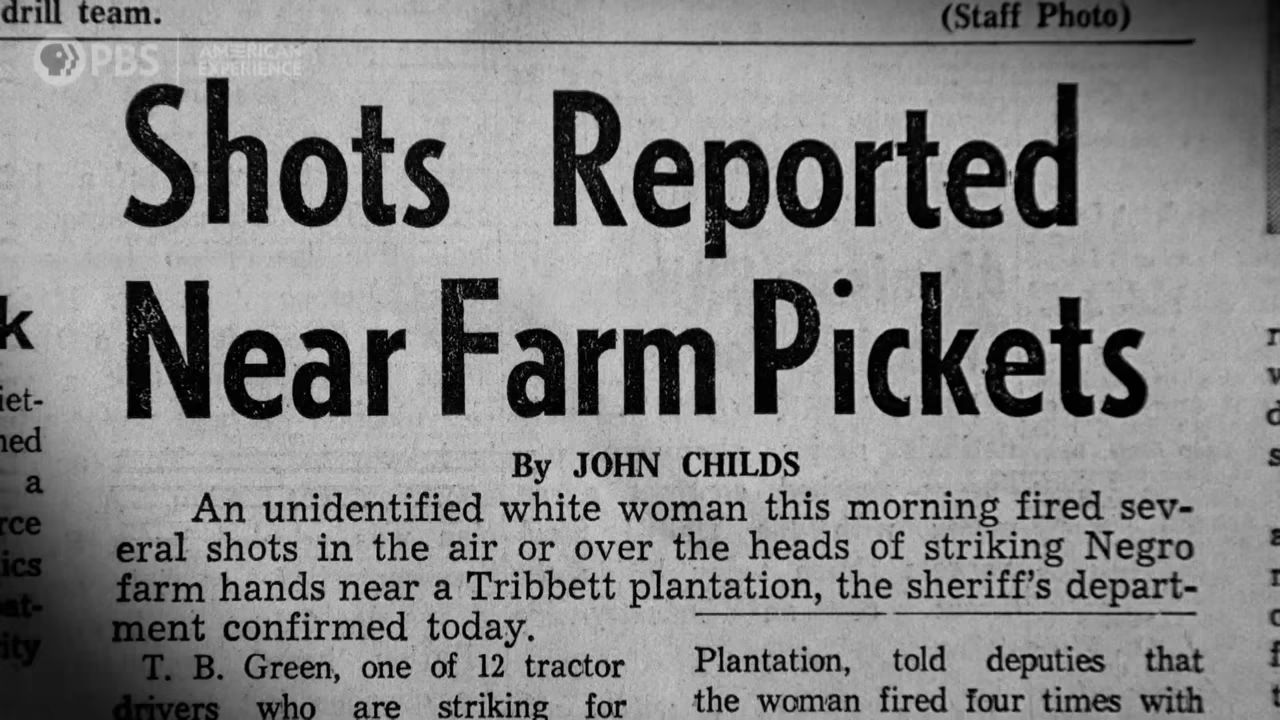 drill team.
(Staff Photo)
PBS
AMERICAN
EXPERIENCE
Shots Reported
Near Farm Pickets
By JOHN CHILDS
An unidentified white woman this morning fired sev-
eral shots in the air or over the heads of striking Negro
farm hands near a Tribbett plantation, the sheriff's depart-
ment confirmed today.
T. B. Green, one of 12 tractor
drivers who are striking for
Plantation, told deputies that
the woman fired four times with
k
iet-
ned
a
rce
ics
at-
ity